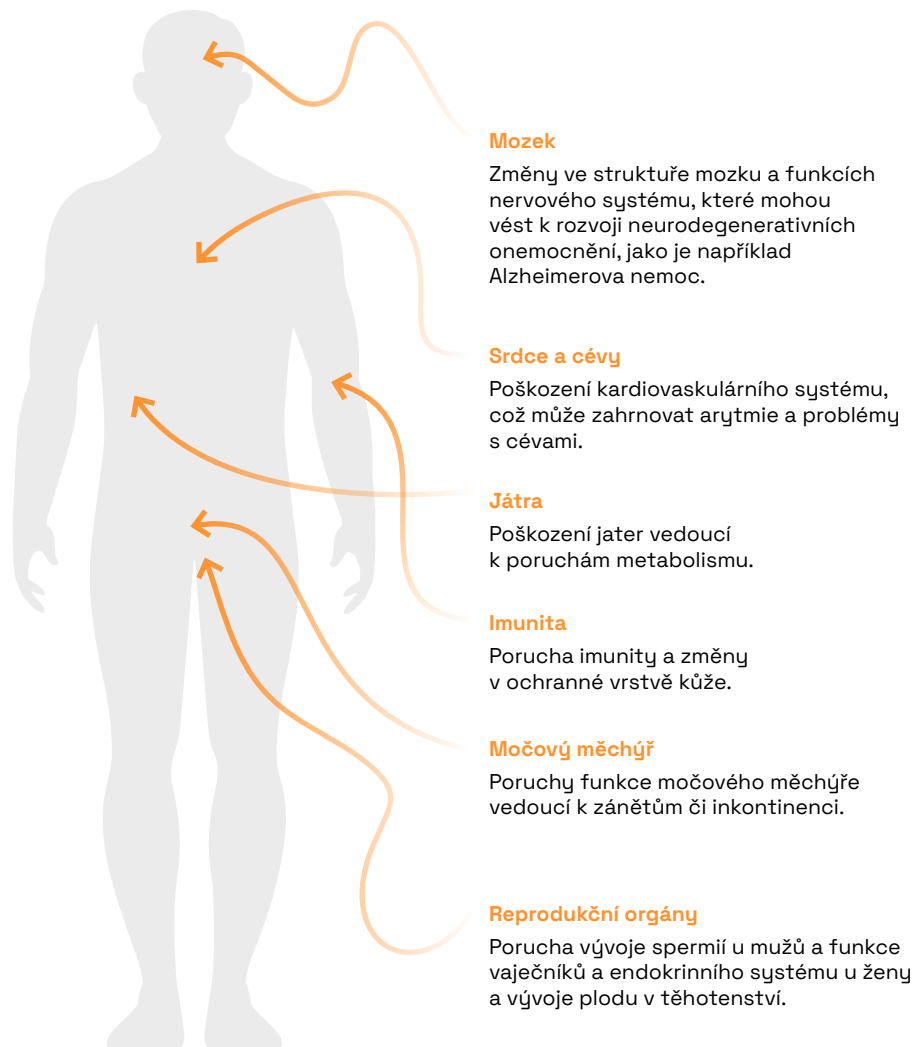 Mozek
Změny ve struktuře mozku a funkcích
nervového systému, které mohou
vést k rozvoji neurodegenerativních
onemocnění, jako je například
Alzheimerova nemoc.
Srdce a cévy
Poškození kardiovaskulárního systému,
což může zahrnovat arytmie a problémy
s cévami.
Játra
Poškození jater vedoucí
k poruchám metabolismu.
Imunita
Porucha imunity a změny
v ochranné vrstvě kůže.
Močový měchýř
Poruchy funkce močového měchýře
vedoucí k zánětům či inkontinenci.
Reprodukční orgány
Porucha vývoje spermií u mužů a funkce
vaječníků a endokrinního systému u ženy
a vývoje plodu v těhotenství.